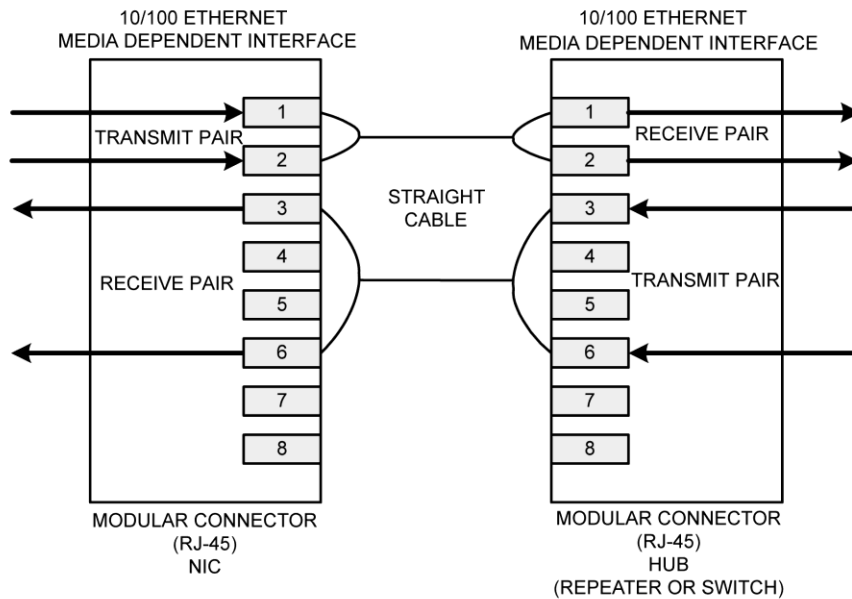 10/100 ETHERNET
MEDIA DEPENDENT INTERFACE
1
TRANSMIT PAIR
2
3
4
RECEIVE PAIR
5
6
7
8
MODULAR CONNECTOR
(RJ-45)
NIC
STRAIGHT
CABLE
10/100 ETHERNET
MEDIA DEPENDENT INTERFACE
1
RECEIVE PAIR
2
3
4
TRANSMIT PAIR
5
6
7
8
MODULAR CONNECTOR
(RJ-45)
HUB
(REPEATER OR SWITCH)